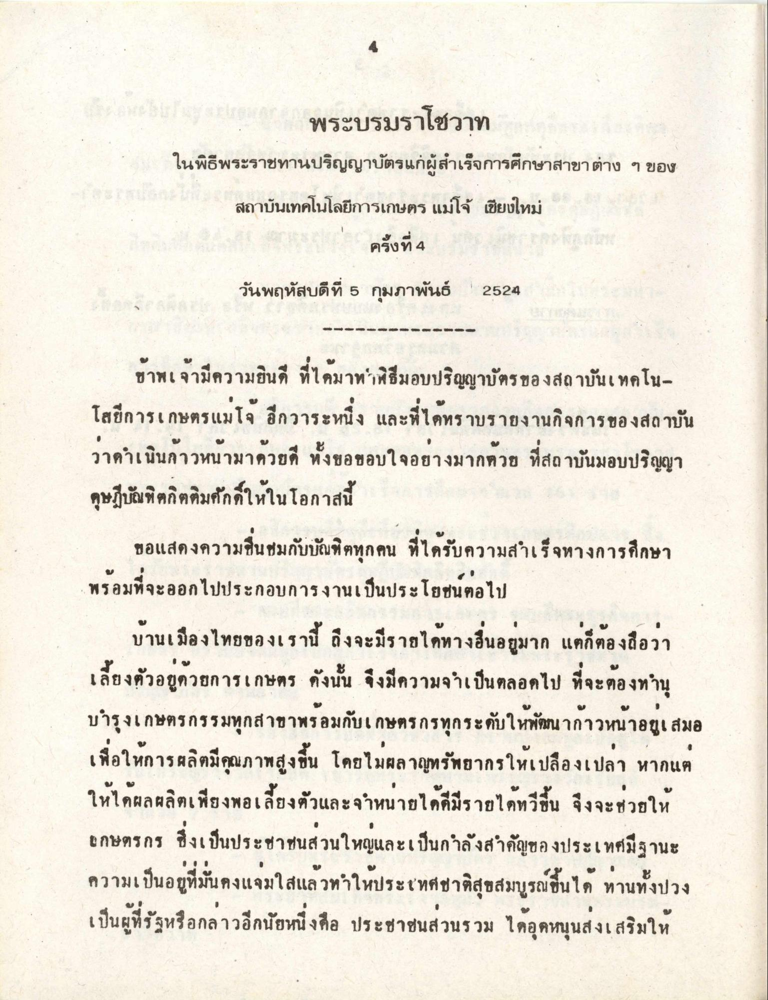 4
พระบรมราโชวาท
ในพิธีพระราชทานปริญญาบัตรแก่ผู้สำเร็จการศึกษาสาขาต่าง ๆ ของ
สถาบันเทคโนโลยีการเกษตร แม่โจ้ เชียงใหม่
ครั้งที่ 4
วันพฤหัสบดีที่ 5 กุมภาพันธ์ 2524
--------------
ข้าพเจ้ามีความยินดี ที่ได้มาทำพิธีมอบปริญญาบัตรของสถาบันเทคโน-
โลยีการเกษตรแม่โจ้ อีกวาระหนึ่ง และที่ได้ทราบรายงานกิจการของสถาบัน
ว่าดำเนินก้าวหน้ามาด้วยดี ทั้งขอขอบใจอย่างมากด้วย ที่สถาบันมอบปริญญา
ดุษฎีบัณฑิตกิตติมศักดิ์ให้ในโอกาสนี้
ขอแสดงความชื่นชมกับบัณฑิตทุกคน ที่ได้รับความสำเร็จทางการศึกษา
พร้อมที่จะออกไปประกอบการงานเป็นประโยชน์ต่อไป
บ้านเมืองไทยของเรานี้ ถึงจะมีรายได้ทางอื่นอยู่มาก แต่ก็ต้องถือว่า
เลี้ยงตัวอยู่ด้วยการเกษตร ดังนั้น จึงมีความจำเป็นตลอดไป ที่จะต้องทำนุ
บำรุงเกษตรกรรมทุกสาขาพร้อมกับเกษตรกรทุกระดับให้พัฒนาก้าวหน้าอยู่เสมอ
เพื่อให้การผลิตมีคุณภาพสูงขึ้น โดยไม่ผลาญทรัพยากรให้เปลืองเปล่า หากแต่
ให้ได้ผลผลิตเพียงพอเลี้ยงตัวและจำหน่ายได้ดีมีรายได้ทวีขึ้น จึงจะช่วยให้
เกษตรกร ซึ่งเป็นประชาชนส่วนใหญ่และเป็นกำลังสำคัญของประเทศมีฐานะ
ความเป็นอยู่ที่มั่นคงแจ่มใสแล้วทำให้ประเทศชาติสุขสมบูรณ์ขึ้นได้ ท่านทั้งปวง
เป็นผู้ที่รัฐหรือกล่าวอีกนัยหนึ่งคือ ประชาชนส่วนรวม ได้อุดหนุนส่งเสริมให้